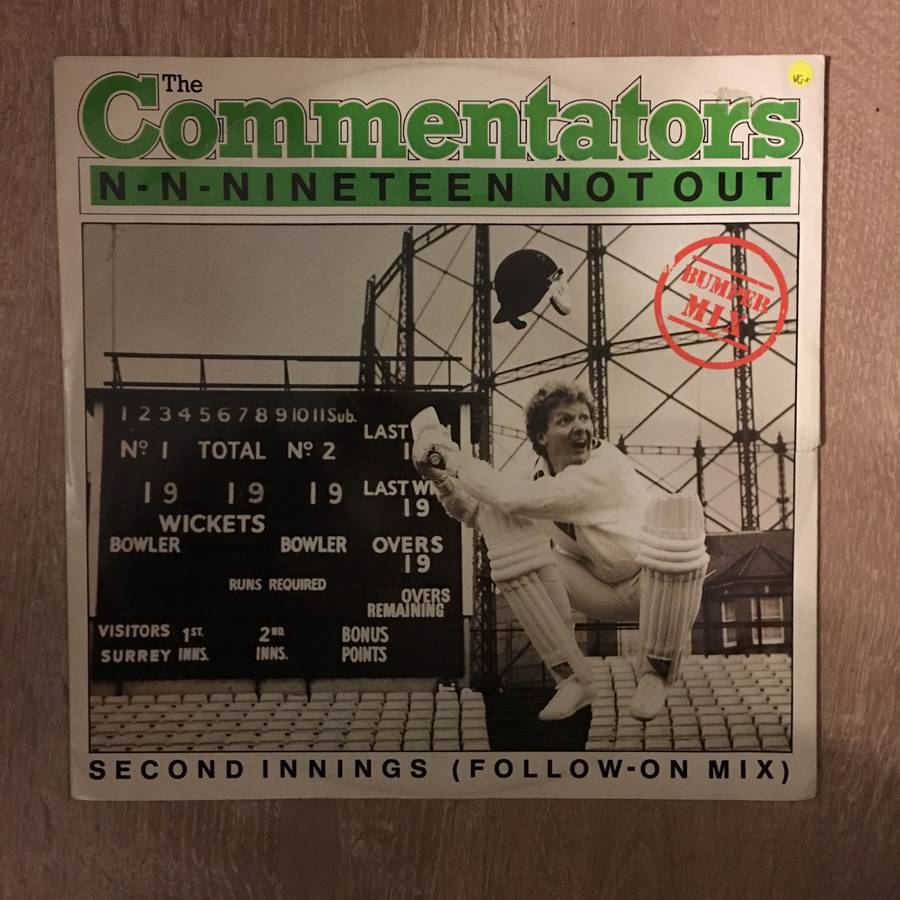 The
Commentators
VG+
N-N-NINETEEN NOT OUT
BUMPER
MIX
1 2 3 4 5 6 7 8 9 10 11 Sub.
LAST
Nº 1 TOTAL Nº 2
19 19 19 LAST
19
WICKETS
BOWLER BOWLER OVERS
19
RUNS REQUIRED
OVERS
REMAINING
VISITORS 1ST. 2ND. BONUS
SURREY INNS. INNS. POINTS
SECOND INNINGS (FOLLOW-ON MIX)